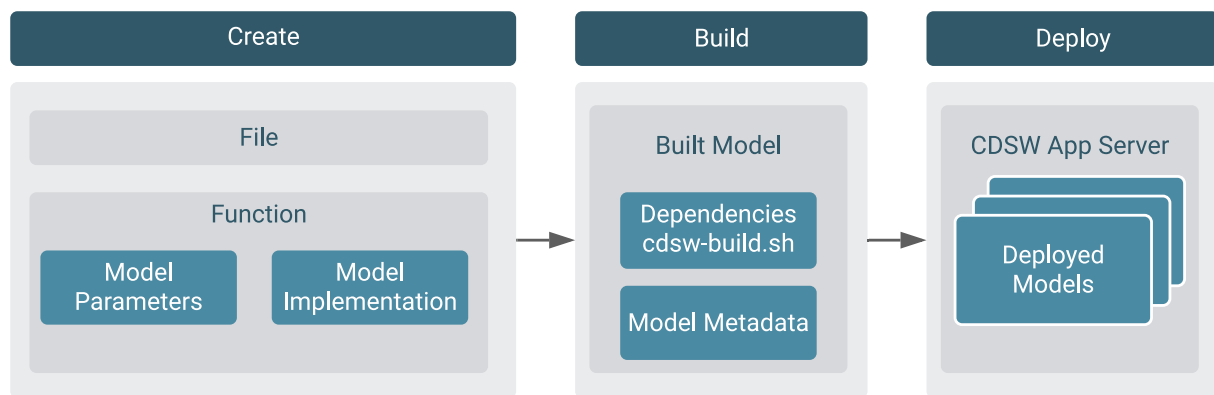 Create
File
Function
Model
Parameters
Model
Implementation
Build
Built Model
Dependencies
cdsw-build.sh
Model Metadata
Deploy
CDSW App Server
Deployed
Models